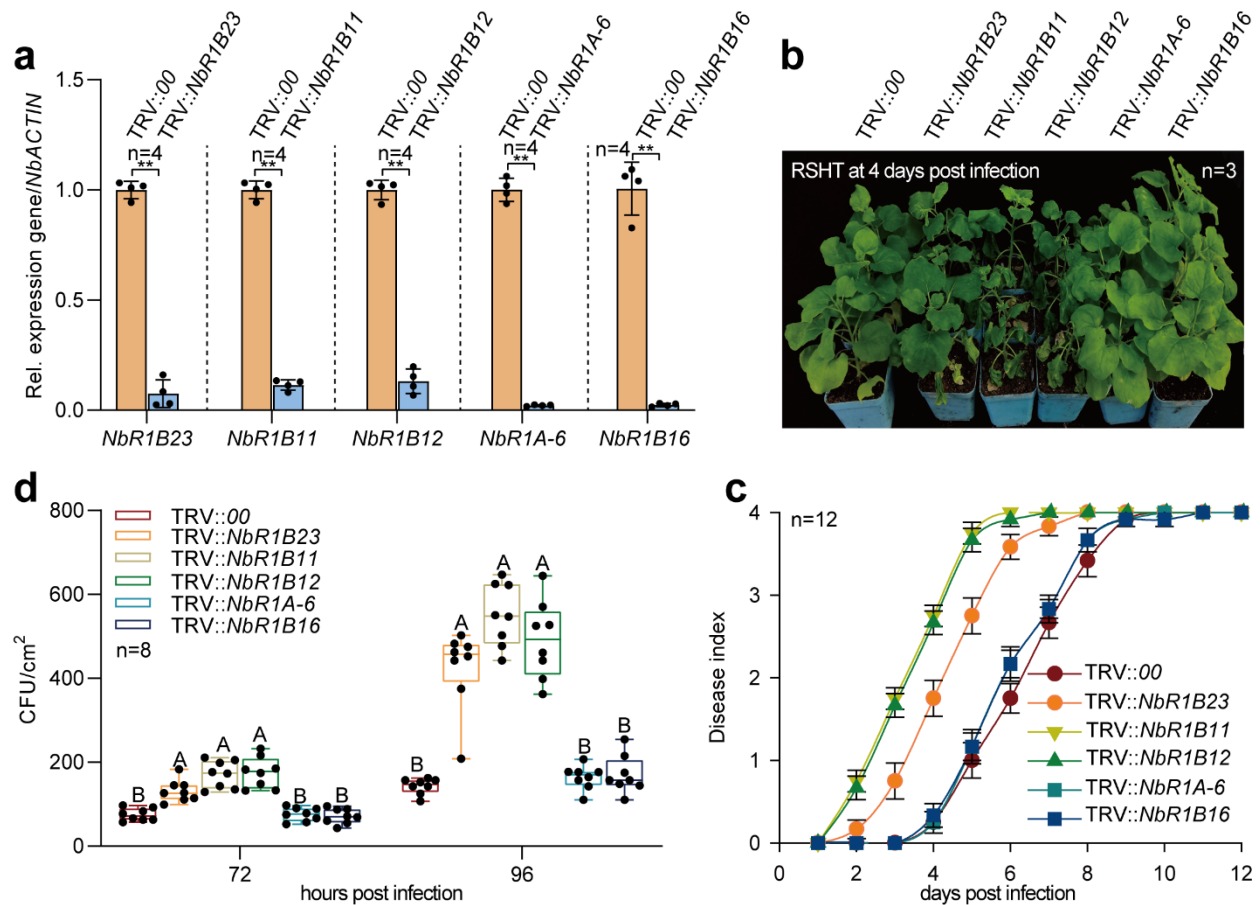 a
TRV::00
TRV::NbR1B23
TRV::00
TRV::NbR1B11
TRV::00
TRV::NbR1B12
TRV::00
TRV::NbR1A-6
TRV::00
TRV::NbR1B16
n=4
**
n=4
**
n=4
**
n=4
**
n=4
**
Rel. expression gene/NbACTIN
1.5
1.0
0.5
0.0
NbR1B23
NbR1B11
NbR1B12
NbR1A-6
NbR1B16
b
TRV::00
TRV::NbR1B23
TRV::NbR1B11
TRV::NbR1B12
TRV::NbR1A-6
TRV::NbR1B16
RSHT at 4 days post infection
n=3
d
CFU/cm2
800
600
400
200
0
TRV::00
TRV::NbR1B23
TRV::NbR1B11
TRV::NbR1B12
TRV::NbR1A-6
TRV::NbR1B16
n=8
B
A
A
A
B
B
B
A
A
A
B
B
72
96
hours post infection
c
Disease index
4
3
2
1
0
n=12
TRV::00
TRV::NbR1B23
TRV::NbR1B11
TRV::NbR1B12
TRV::NbR1A-6
TRV::NbR1B16
0
2
4
6
8
10
12
days post infection